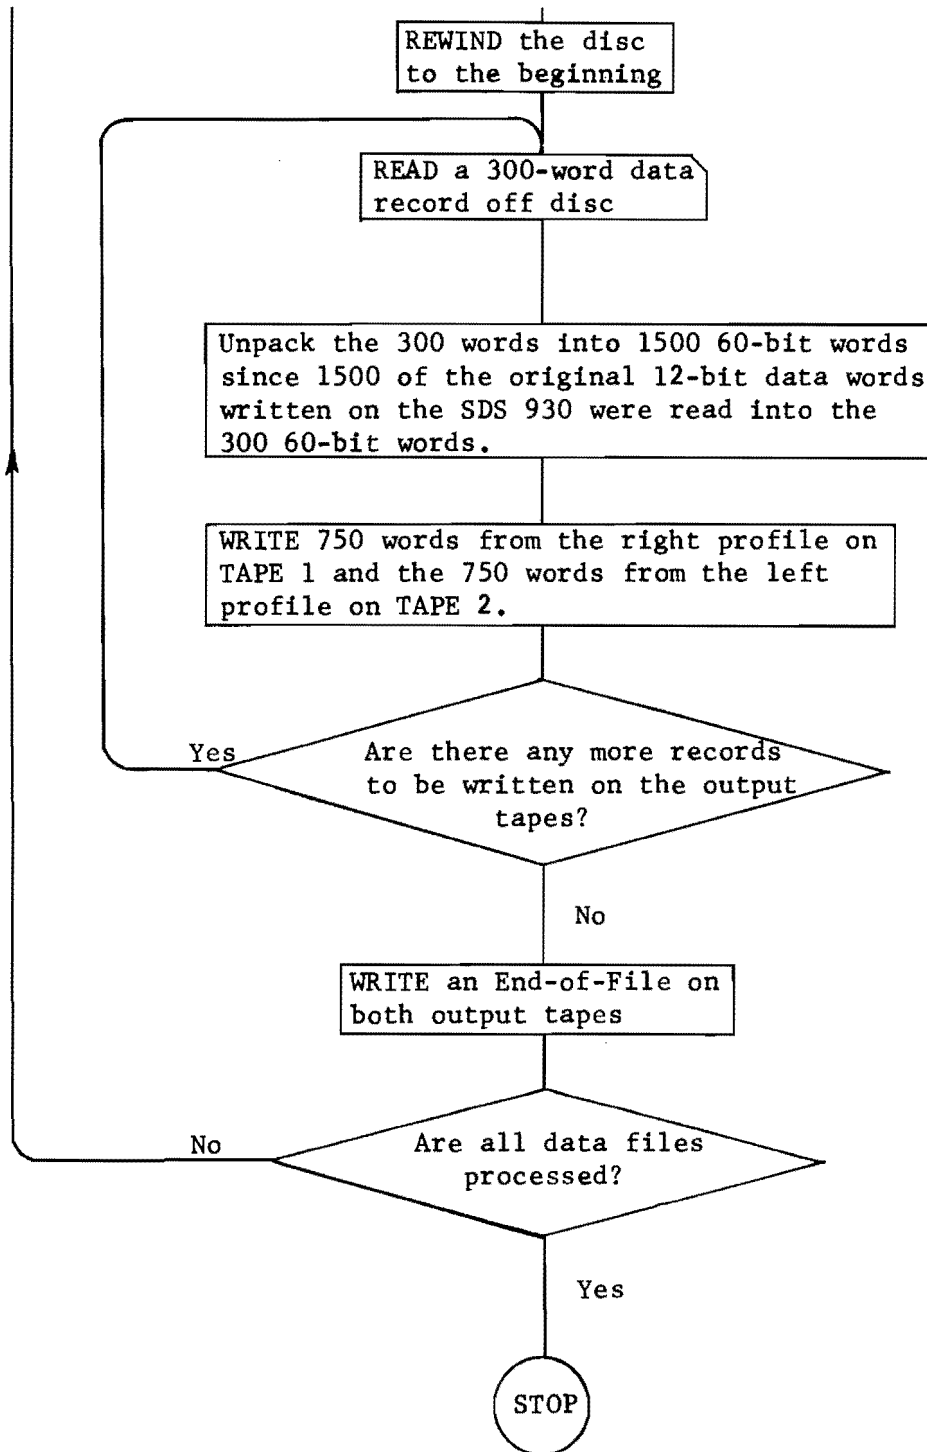 REWIND the disc
to the beginning
READ a 300-word data
record off disc
Unpack the 300 words into 1500 60-bit words
since 1500 of the original 12-bit data words
written on the SDS 930 were read into the
300 60-bit words.
WRITE 750 words from the right profile on
TAPE 1 and the 750 words from the left
profile on TAPE 2.
Yes
Are there any more records
to be written on the output
tapes?
No
WRITE an End-of-File on
both output tapes
No
Are all data files
processed?
Yes
STOP